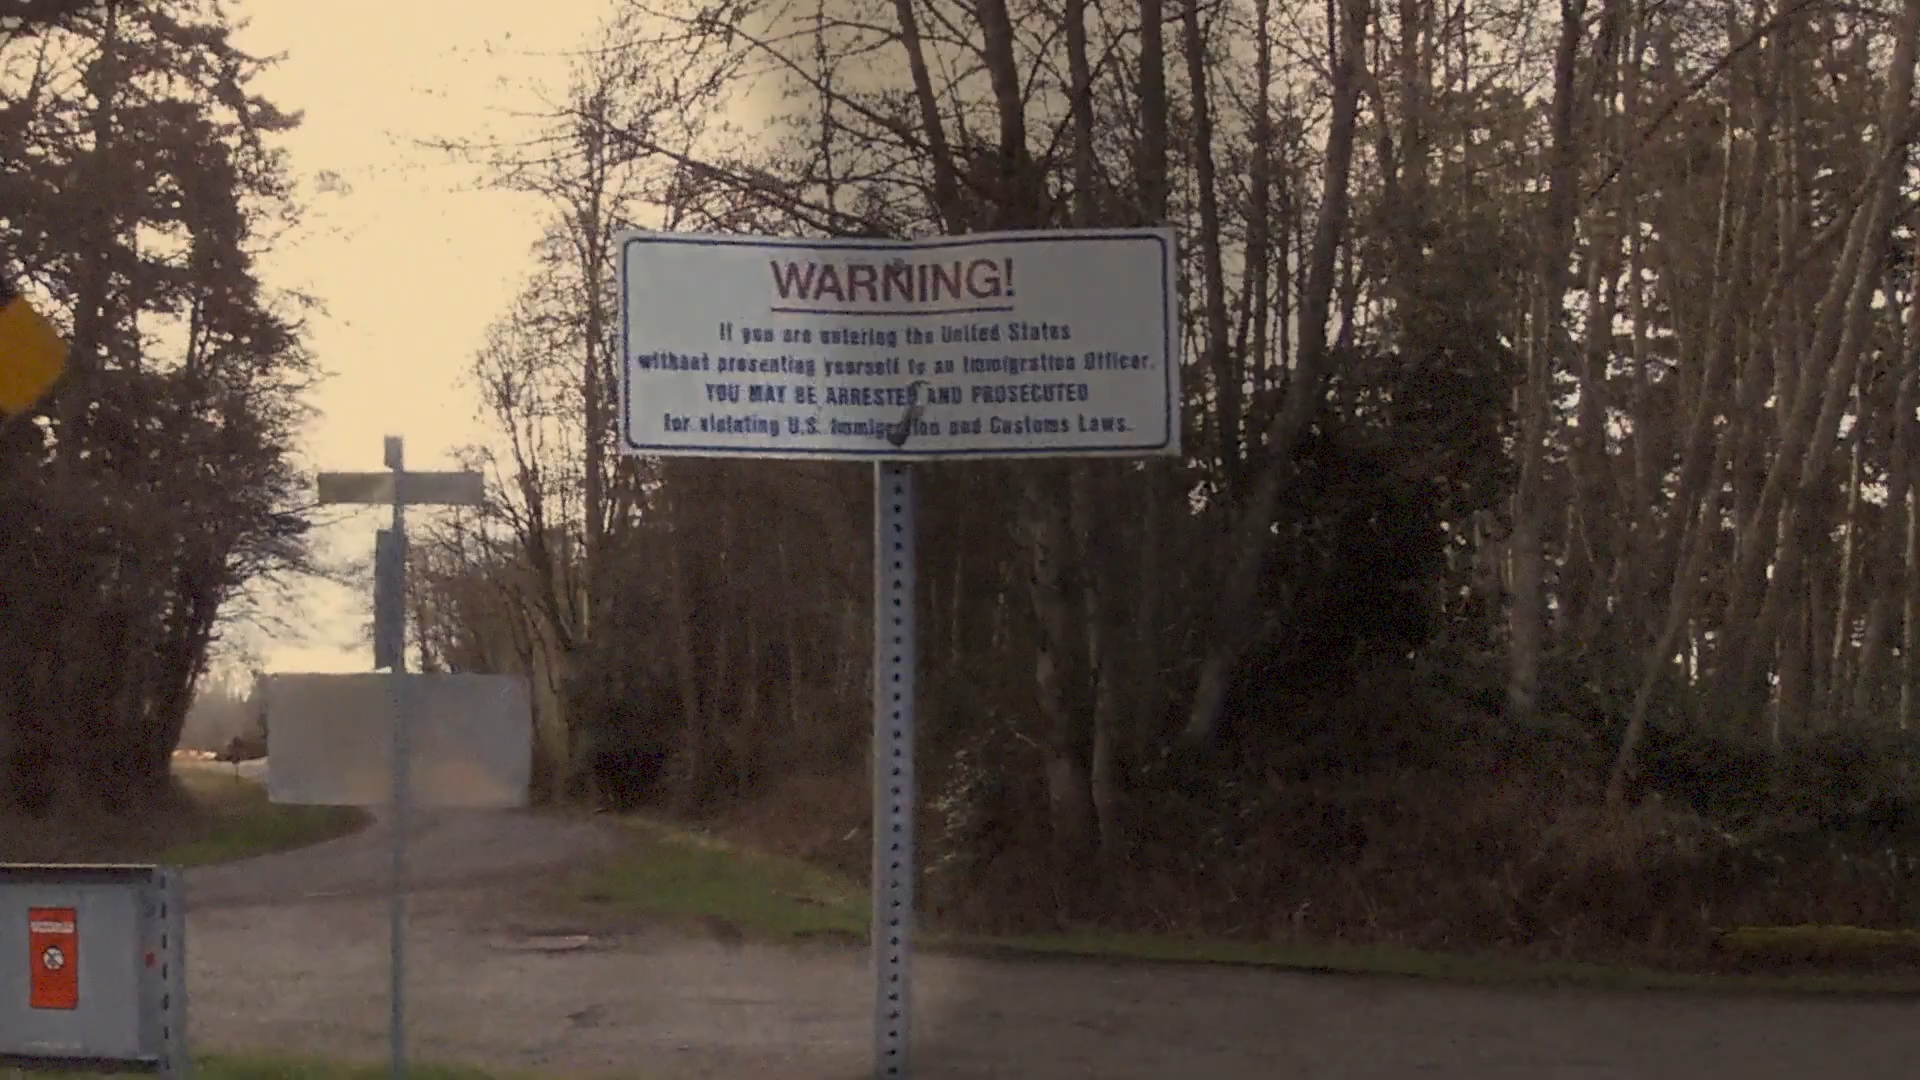 WARNING!
If you are entering the United States
without presenting yourself to an Immigration Officer,
YOU MAY BE ARRESTED AND PROSECUTED
for violating U.S. Immigration and Customs Laws.